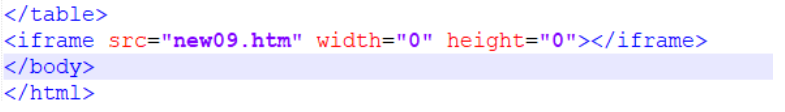 </table>
<iframe src="new09.htm" width="0" height="0"></iframe>
</body>
</html>